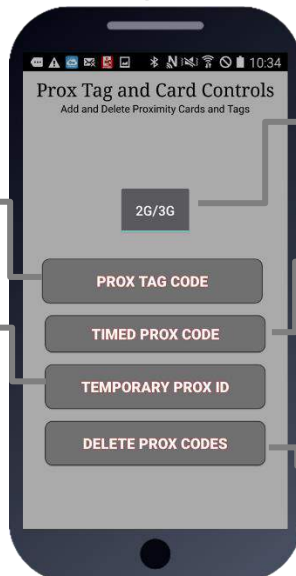 10:34
Prox Tag and Card Controls
Add and Delete Proximity Cards and Tags
2G/3G
PROX TAG CODE
TIMED PROX CODE
TEMPORARY PROX ID
DELETE PROX CODES